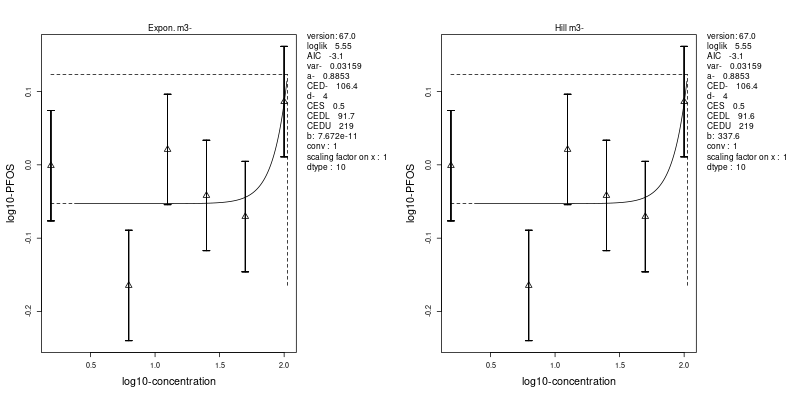 Expon. m3-
version: 67.0
loglik 5.55
AIC -3.1
var- 0.03159
a- 0.8853
CED- 106.4
d- 4
CES 0.5
CEDL 91.7
CEDU 219
b: 7.672e-11
conv : 1
scaling factor on x : 1
dtype : 10
log10-PFOS
0.1
0.0
-0.1
-0.2
0.5
1.0
1.5
2.0
log10-concentration
Hill m3-
version: 67.0
loglik 5.55
AIC -3.1
var- 0.03159
a- 0.8853
CED- 106.4
d- 4
CES 0.5
CEDL 91.6
CEDU 219
b: 337.6
conv : 1
scaling factor on x : 1
dtype : 10
log10-PFOS
0.1
0.0
-0.1
-0.2
0.5
1.0
1.5
2.0
log10-concentration